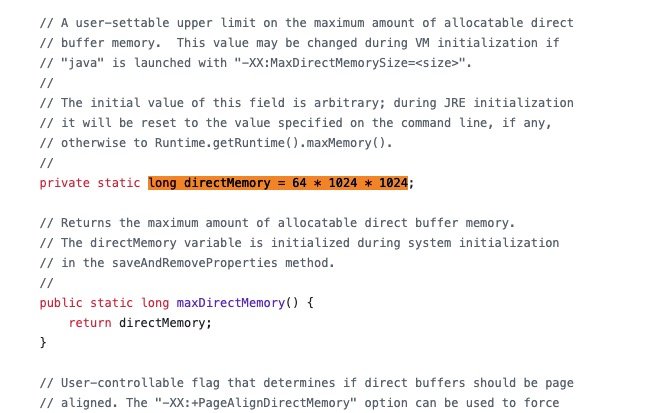 // A user-settable upper limit on the maximum amount of allocatable direct
// buffer memory.  This value may be changed during VM initialization if
// "java" is launched with "-XX:MaxDirectMemorySize=<size>".
//
// The initial value of this field is arbitrary; during JRE initialization
// it will be reset to the value specified on the command line, if any,
// otherwise to Runtime.getRuntime().maxMemory().
//
private static long directMemory = 64 * 1024 * 1024;
// Returns the maximum amount of allocatable direct buffer memory.
// The directMemory variable is initialized during system initialization
// in the saveAndRemoveProperties method.
//
public static long maxDirectMemory() {
    return directMemory;
}
// User-controllable flag that determines if direct buffers should be page
// aligned. The "-XX:+PageAlignDirectMemory" option can be used to force